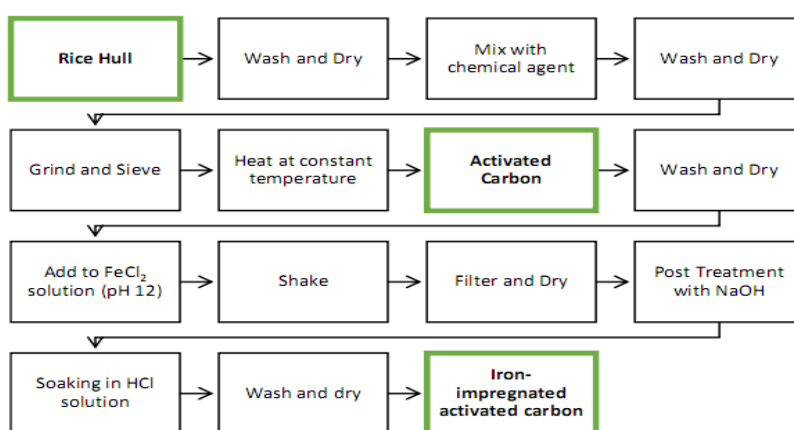 Rice Hull
Wash and Dry
Mix with
chemical agent
Wash and Dry
Grind and Sieve
Heat at constant
temperature
Activated
Carbon
Wash and Dry
Add to FeCl₂
solution (pH 12)
Shake
Filter and Dry
Post Treatment
with NaOH
Soaking in HCl
solution
Wash and dry
Iron-
impregnated
activated carbon